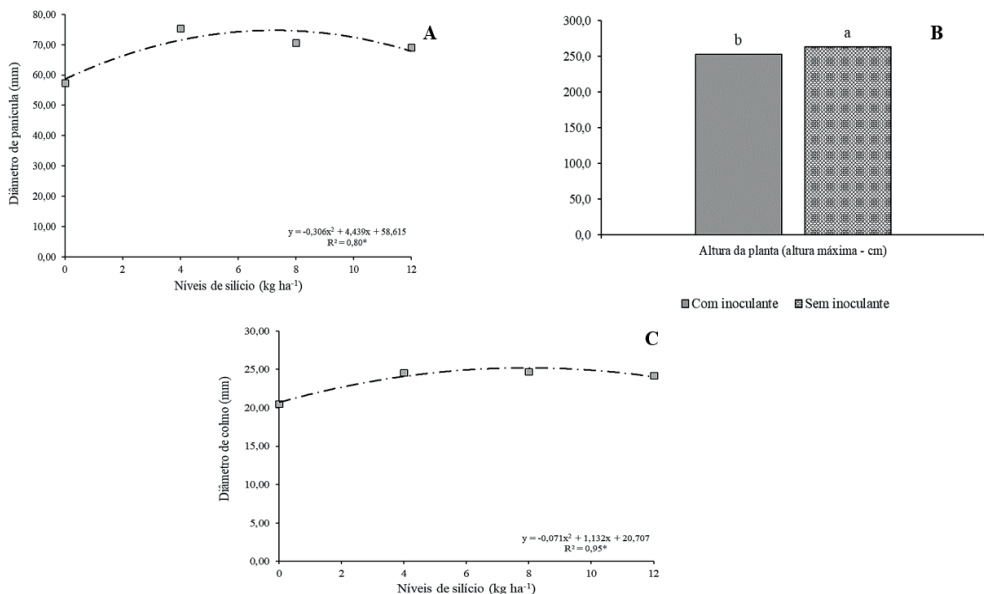 80,00
70,00
60,00
50,00
40,00
30,00
20,00
10,00
0,00
Diâmetro de panícula (mm)
A
y = -0,306x² + 4,439x + 58,615
R² = 0,80*
0 2 4 6 8 10 12
Níveis de silício (kg ha⁻¹)
300,0
250,0
200,0
150,0
100,0
50,0
0,0
b a
B
Altura da planta (altura máxima - cm)
Com inoculante Sem inoculante
30,00
25,00
20,00
15,00
10,00
5,00
0,00
Diâmetro de colmo (mm)
C
y = -0,071x² + 1,132x + 20,707
R² = 0,95*
0 2 4 6 8 10 12
Níveis de silício (kg ha⁻¹)